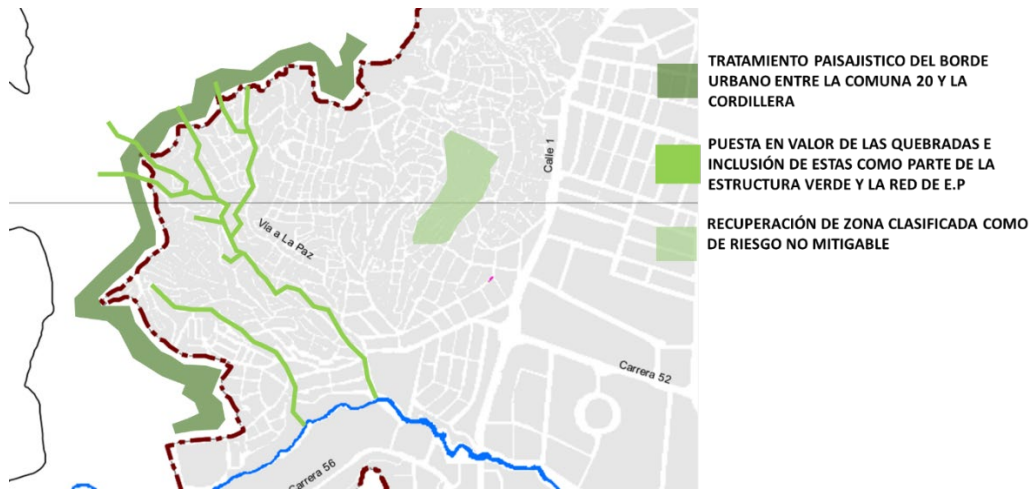 TRATAMIENTO PAISAJISTICO DEL BORDE
URBANO ENTRE LA COMUNA 20 Y LA
CORDILLERA
PUESTA EN VALOR DE LAS QUEBRADAS E
INCLUSIÓN DE ESTAS COMO PARTE DE LA
ESTRUCTURA VERDE Y LA RED DE E.P
RECUPERACIÓN DE ZONA CLASIFICADA COMO
DE RIESGO NO MITIGABLE
Calle 1
Via a La Paz
Carrera 52
Carrera 56